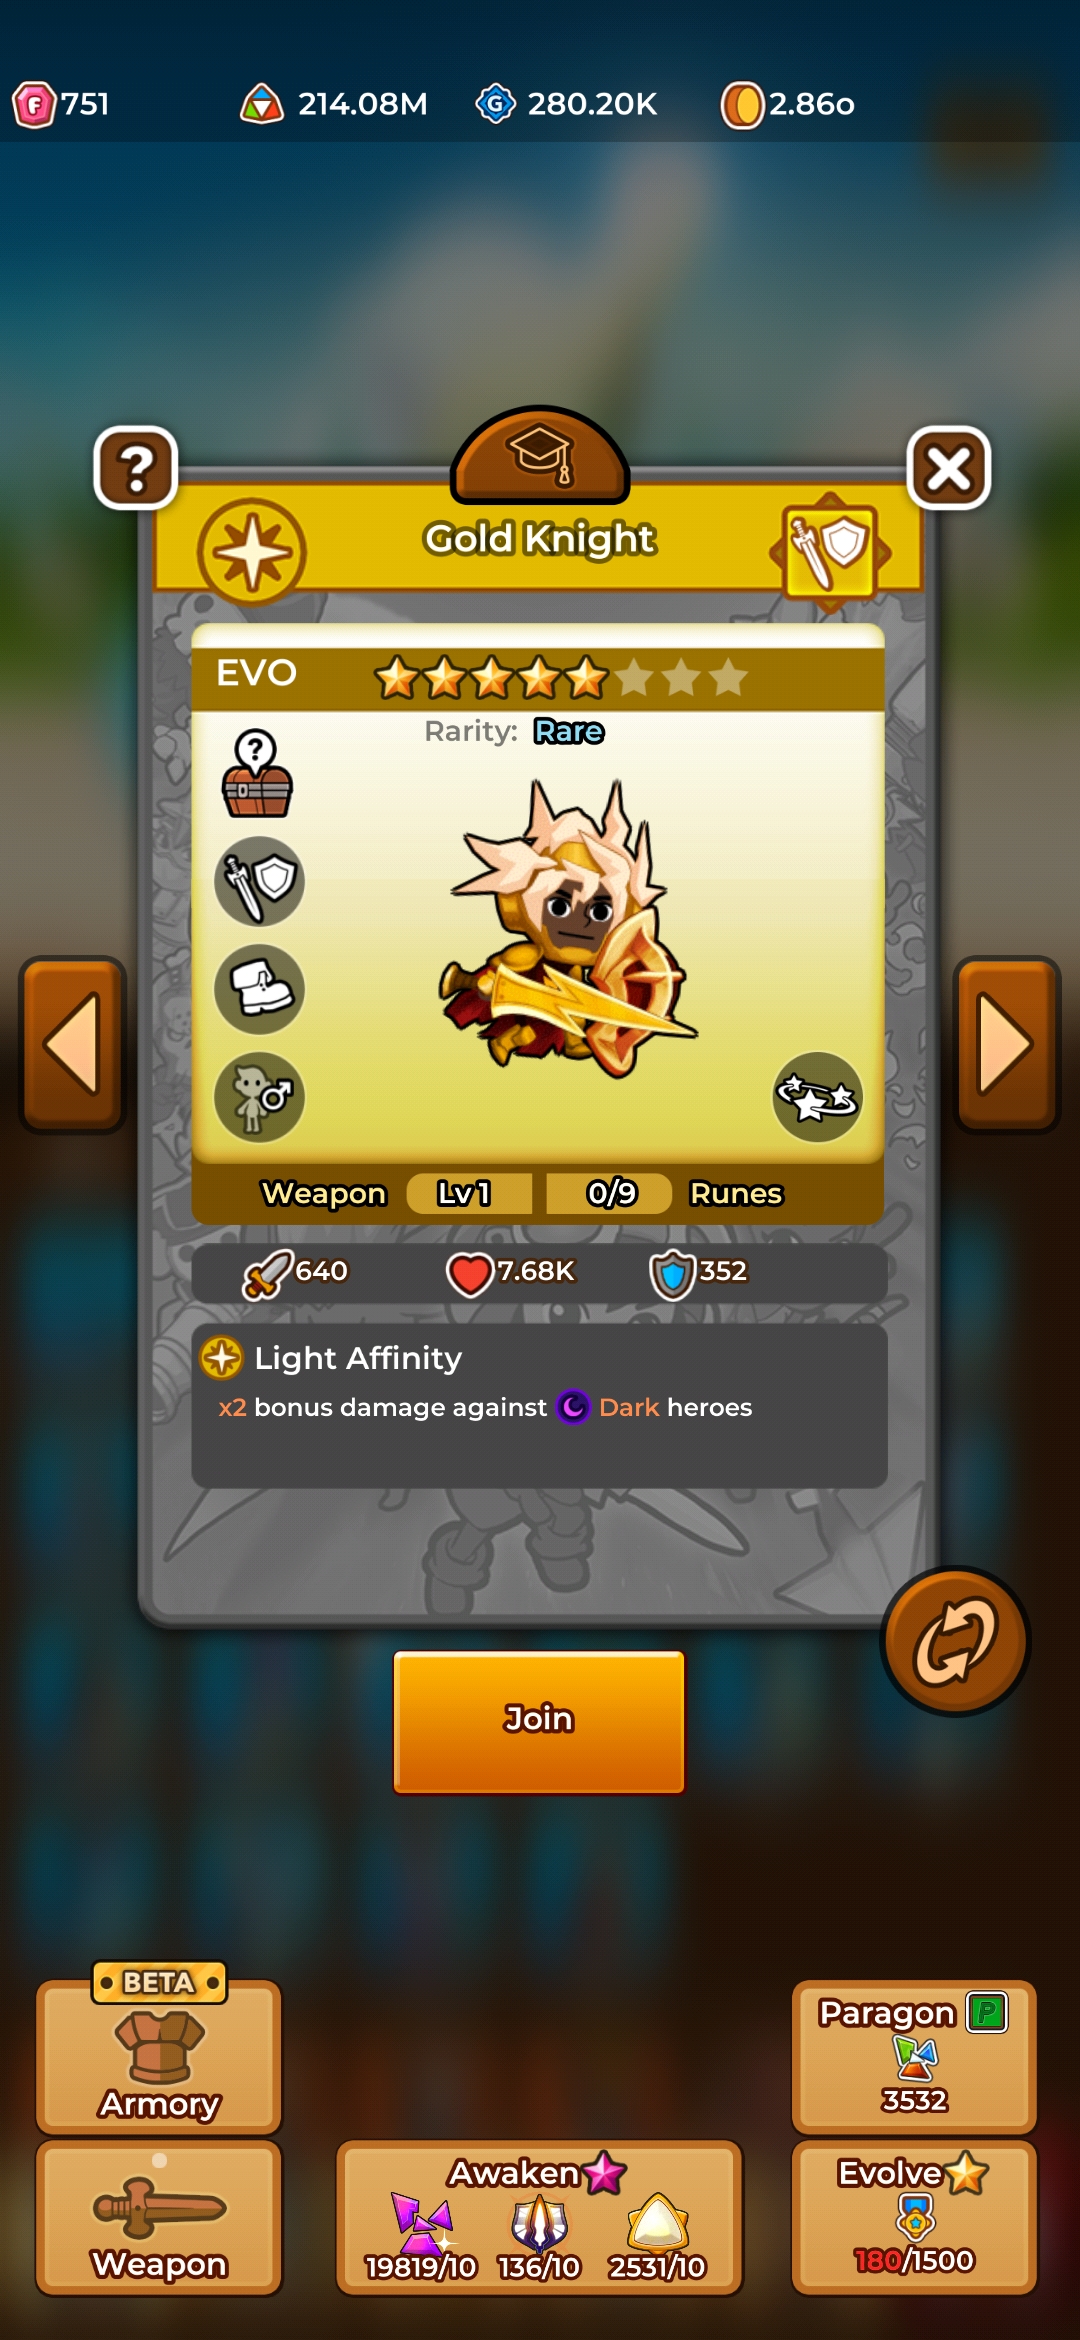 751
214.08M
280.20K
2.86o
Gold Knight
EVO
Rarity: Rare
Weapon Lv 1 0/9 Runes
640
7.68K
352
Light Affinity
x2 bonus damage against Dark heroes
Join
BETA
Armory
Paragon P
3532
Weapon
Awaken
19819/10 136/10 2531/10
Evolve
180/1500